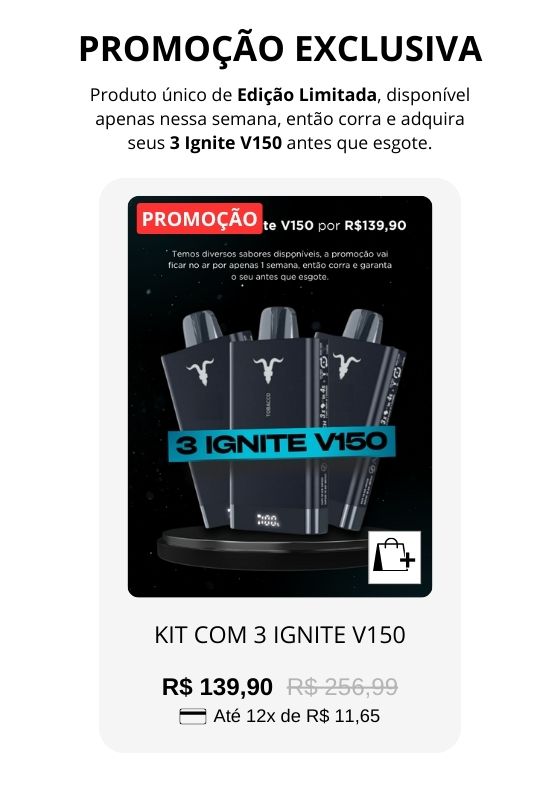 PROMOÇÃO EXCLUSIVA
Produto único de Edição Limitada, disponível
apenas nessa semana, então corra e adquira
seus 3 Ignite V150 antes que esgote.
PROMOÇÃO
te V150 por R$139,90
Temos diversos sabores disponíveis, a promoção vai
ficar no ar por apenas 1 semana, então corra e garanta
o seu antes que esgote.
TOBACCO
3 IGNITE V150
KIT COM 3 IGNITE V150
R$ 139,90 R$ 256,99
Até 12x de R$ 11,65